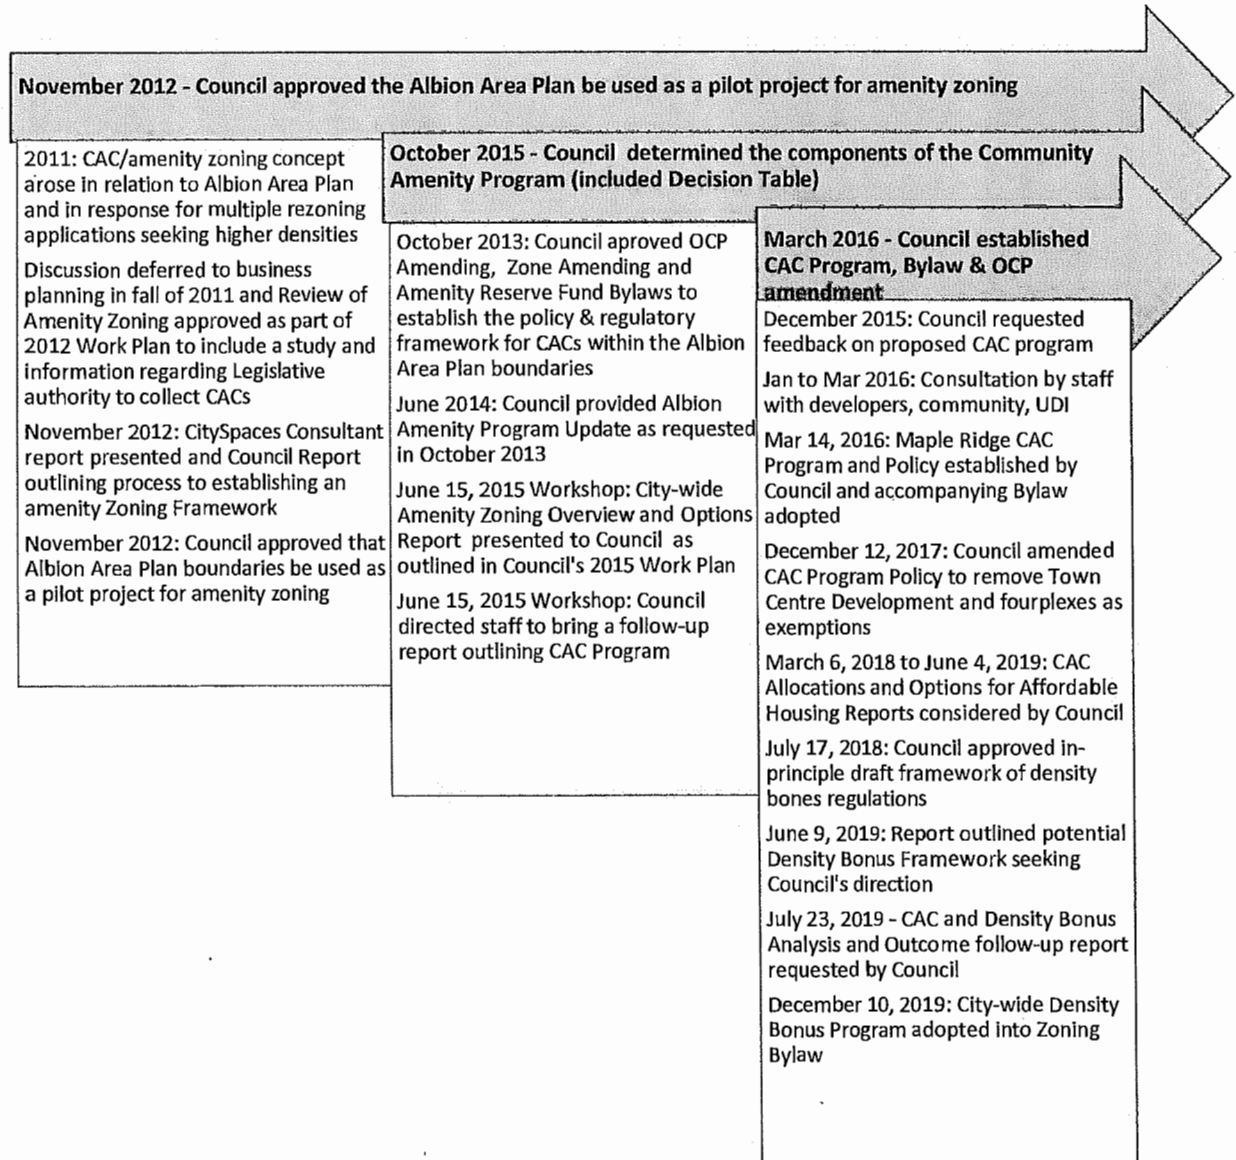 November 2012 - Council approved the Albion Area Plan be used as a pilot project for amenity zoning
2011: CAC/amenity zoning concept
arose in relation to Albion Area Plan
and in response for multiple rezoning
applications seeking higher densities
Discussion deferred to business
planning in fall of 2011 and Review of
Amenity Zoning approved as part of
2012 Work Plan to include a study and
information regarding Legislative
authority to collect CACs
November 2012: CitySpaces Consultant
report presented and Council Report
outlining process to establishing an
amenity Zoning Framework
November 2012: Council approved that
Albion Area Plan boundaries be used as
a pilot project for amenity zoning
October 2015 - Council determined the components of the Community
Amenity Program (included Decision Table)
October 2013: Council aproved OCP
Amending, Zone Amending and
Amenity Reserve Fund Bylaws to
establish the policy & regulatory
framework for CACs within the Albion
Area Plan boundaries
June 2014: Council provided Albion
Amenity Program Update as requested
in October 2013
June 15, 2015 Workshop: City-wide
Amenity Zoning Overview and Options
Report presented to Council as
outlined in Council's 2015 Work Plan
June 15, 2015 Workshop: Council
directed staff to bring a follow-up
report outlining CAC Program
March 2016 - Council established
CAC Program, Bylaw & OCP
amendment
December 2015: Council requested
feedback on proposed CAC program
Jan to Mar 2016: Consultation by staff
with developers, community, UDI
Mar 14, 2016: Maple Ridge CAC
Program and Policy established by
Council and accompanying Bylaw
adopted
December 12, 2017: Council amended
CAC Program Policy to remove Town
Centre Development and fourplexes as
exemptions
March 6, 2018 to June 4, 2019: CAC
Allocations and Options for Affordable
Housing Reports considered by Council
July 17, 2018: Council approved in-
principle draft framework of density
bones regulations
June 9, 2019: Report outlined potential
Density Bonus Framework seeking
Council's direction
July 23, 2019 - CAC and Density Bonus
Analysis and Outcome follow-up report
requested by Council
December 10, 2019: City-wide Density
Bonus Program adopted into Zoning
Bylaw